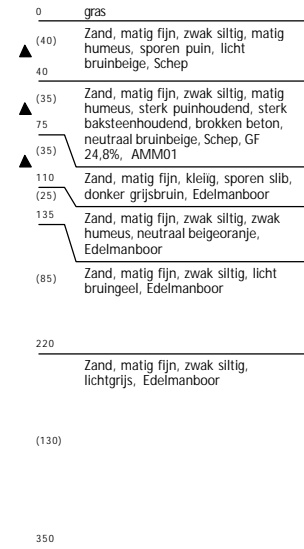 0 gras
(40) Zand, matig fijn, zwak siltig, matig
humeus, sporen puin, licht
bruinbeige, Schep
40
(35) Zand, matig fijn, zwak siltig, matig
humeus, sterk puinhoudend, sterk
baksteenhoudend, brokken beton,
75
neutraal bruinbeige, Schep, GF
(35) 24,8%, AMM01
110 Zand, matig fijn, kleiïg, sporen slib,
(25) donker grijsbruin, Edelmanboor
135 Zand, matig fijn, zwak siltig, zwak
humeus, neutraal beigeoranje,
Edelmanboor
(85) Zand, matig fijn, zwak siltig, licht
bruingeel, Edelmanboor
220
Zand, matig fijn, zwak siltig,
lichtgrijs, Edelmanboor
(130)
350